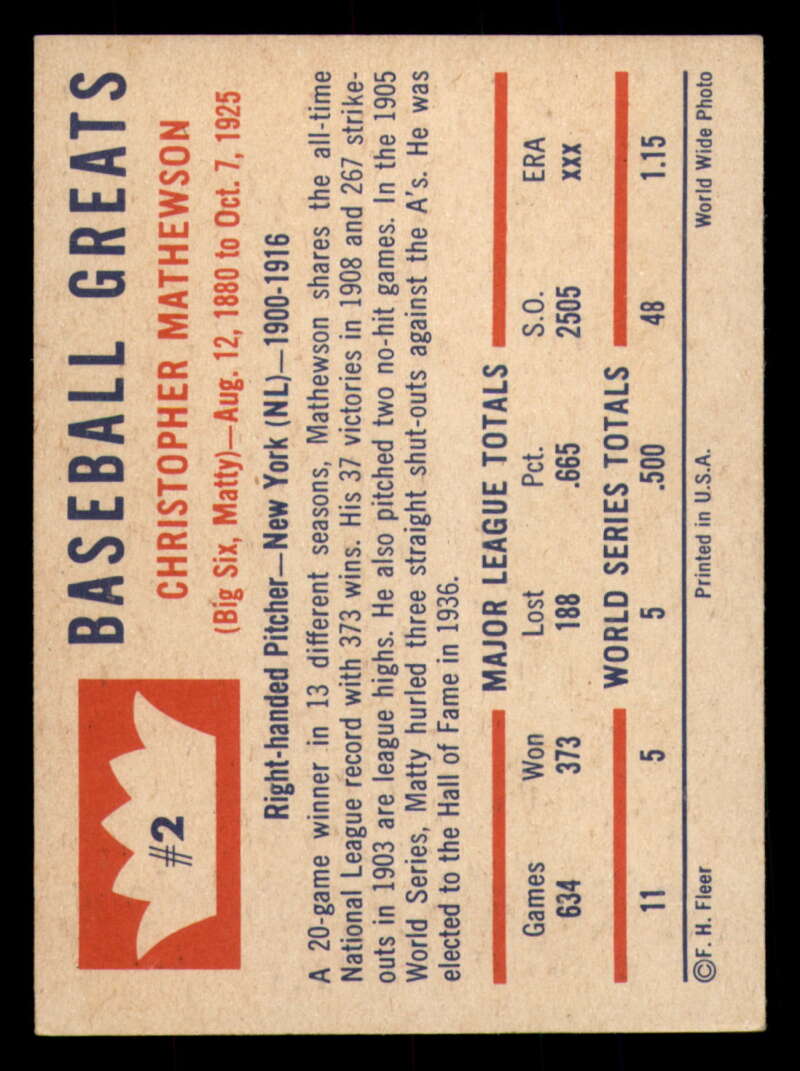 #2
BASEBALL GREATS
CHRISTOPHER MATHEWSON
(Big Six, Matty)—Aug. 12, 1880 to Oct. 7, 1925
Right-handed Pitcher—New York (NL)—1900-1916
A 20-game winner in 13 different seasons, Mathewson shares the all-time
National League record with 373 wins. His 37 victories in 1908 and 267 strike-
outs in 1903 are league highs. He also pitched two no-hit games. In the 1905
World Series, Matty hurled three straight shut-outs against the A's. He was
elected to the Hall of Fame in 1936.
MAJOR LEAGUE TOTALS
Games Won Lost Pct. S.O. ERA
634 373 188 .665 2505 xxx
WORLD SERIES TOTALS
11 5 5 .500 48 1.15
©F. H. Fleer Printed in U.S.A. World Wide Photo